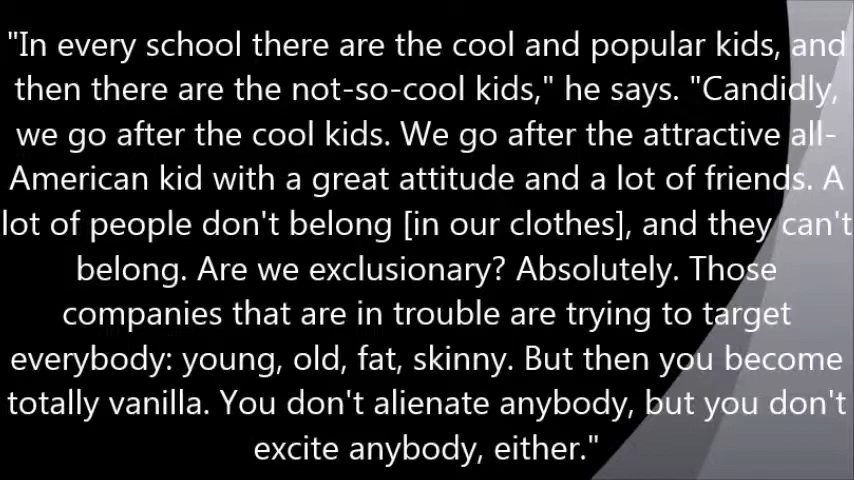 "In every school there are the cool and popular kids, and
then there are the not-so-cool kids," he says. "Candidly,
we go after the cool kids. We go after the attractive all-
American kid with a great attitude and a lot of friends. A
lot of people don't belong [in our clothes], and they can't
belong. Are we exclusionary? Absolutely. Those
companies that are in trouble are trying to target
everybody: young, old, fat, skinny. But then you become
totally vanilla. You don't alienate anybody, but you don't
excite anybody, either."